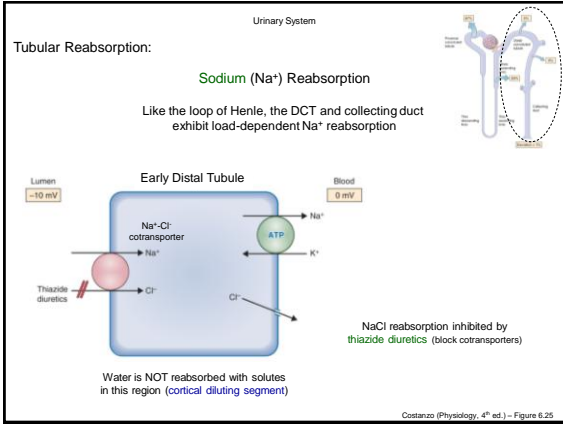 Urinary System
Tubular Reabsorption:
Sodium (Na⁺) Reabsorption
Like the loop of Henle, the DCT and collecting duct
exhibit load-dependent Na⁺ reabsorption
Early Distal Tubule
Lumen
–10 mV
Blood
0 mV
Na⁺-Cl⁻
cotransporter
Na⁺
Cl⁻
Thiazide
diuretics
ATP
Na⁺
K⁺
Cl⁻
NaCl reabsorption inhibited by
thiazide diuretics (block cotransporters)
Water is NOT reabsorbed with solutes
in this region (cortical diluting segment)
Costanzo (Physiology, 4th ed.) – Figure 6.25